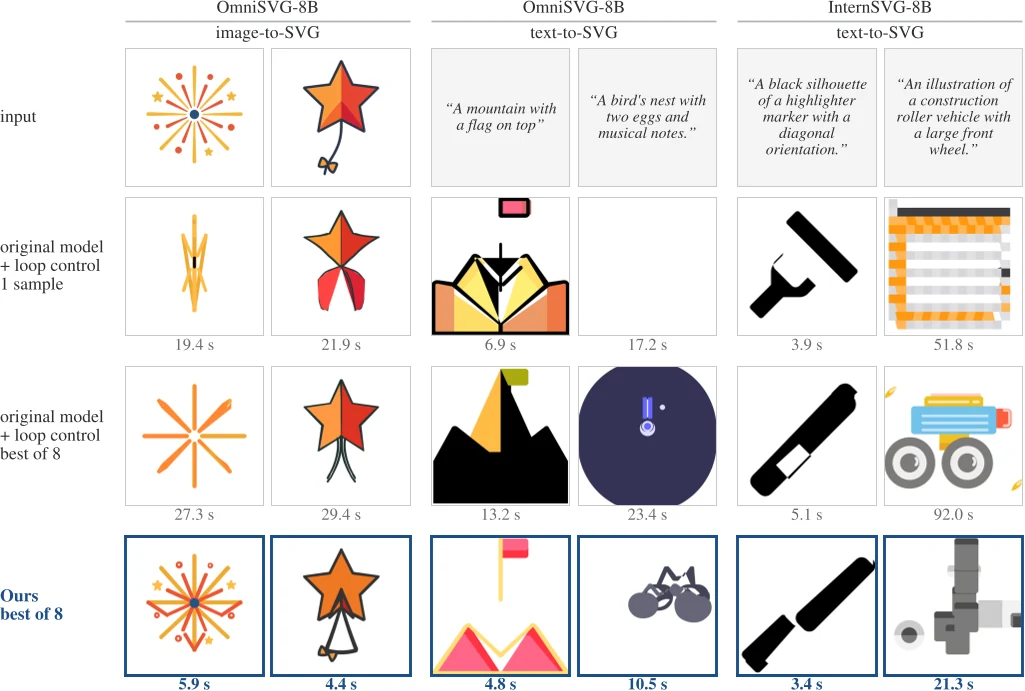 OmniSVG-8B OmniSVG-8B InternSVG-8B
image-to-SVG text-to-SVG text-to-SVG
input
“A mountain with
a flag on top”
“A bird's nest with
two eggs and
musical notes.”
“A black silhouette
of a highlighter
marker with a
diagonal
orientation.”
“An illustration of
a construction
roller vehicle with
a large front
wheel.”
original model
+ loop control
1 sample
19.4 s 21.9 s 6.9 s 17.2 s 3.9 s 51.8 s
original model
+ loop control
best of 8
27.3 s 29.4 s 13.2 s 23.4 s 5.1 s 92.0 s
Ours
best of 8
5.9 s 4.4 s 4.8 s 10.5 s 3.4 s 21.3 s